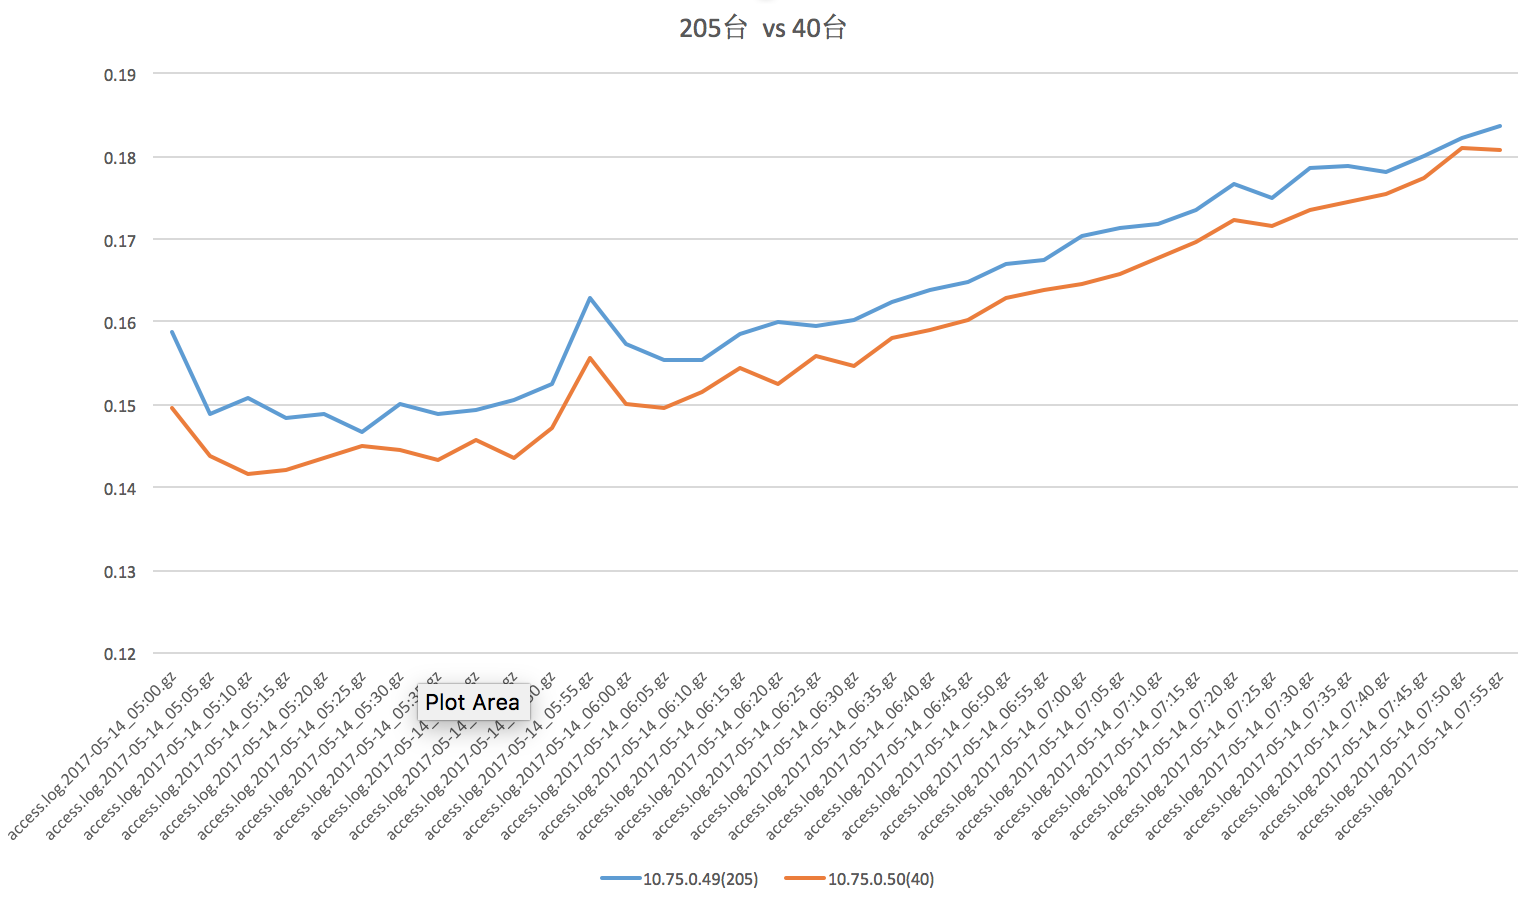 205台 vs 40台
0.19
0.18
0.17
0.16
0.15
0.14
0.13
0.12
access.log.2017-05-14_05:00.gz
access.log.2017-05-14_05:05.gz
access.log.2017-05-14_05:10.gz
access.log.2017-05-14_05:15.gz
access.log.2017-05-14_05:20.gz
access.log.2017-05-14_05:25.gz
access.log.2017-05-14_05:30.gz
access.log.2017-05-14_05:35.gz
access.log.2017-05-14
access.log.2017-05-14
access.log.2017-05-14
access.log.2017-05-14_05:55.gz
access.log.2017-05-14_06:00.gz
access.log.2017-05-14_06:05.gz
access.log.2017-05-14_06:10.gz
access.log.2017-05-14_06:15.gz
access.log.2017-05-14_06:20.gz
access.log.2017-05-14_06:25.gz
access.log.2017-05-14_06:30.gz
access.log.2017-05-14_06:35.gz
access.log.2017-05-14_06:40.gz
access.log.2017-05-14_06:45.gz
access.log.2017-05-14_06:50.gz
access.log.2017-05-14_06:55.gz
access.log.2017-05-14_07:00.gz
access.log.2017-05-14_07:05.gz
access.log.2017-05-14_07:10.gz
access.log.2017-05-14_07:15.gz
access.log.2017-05-14_07:20.gz
access.log.2017-05-14_07:25.gz
access.log.2017-05-14_07:30.gz
access.log.2017-05-14_07:35.gz
access.log.2017-05-14_07:40.gz
access.log.2017-05-14_07:45.gz
access.log.2017-05-14_07:50.gz
access.log.2017-05-14_07:55.gz
Plot Area
10.75.0.49(205) 10.75.0.50(40)